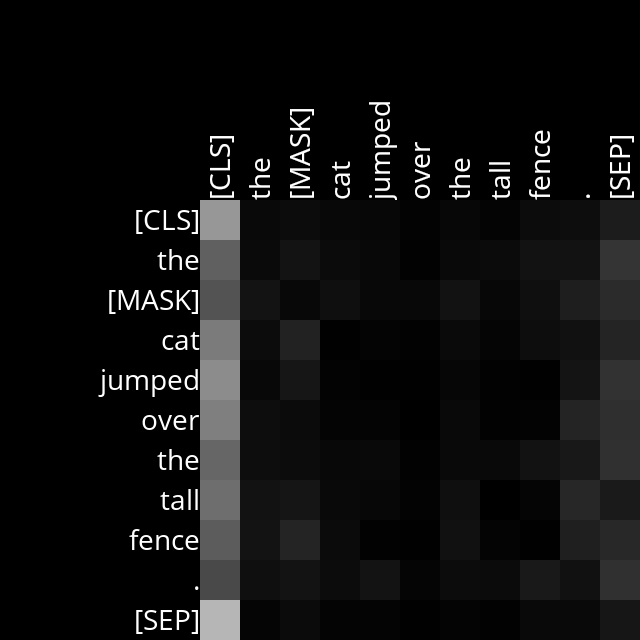 [CLS] the [MASK] cat jumped over the tall fence . [SEP]
[CLS]
the
[MASK]
cat
jumped
over
the
tall
fence
.
[SEP]